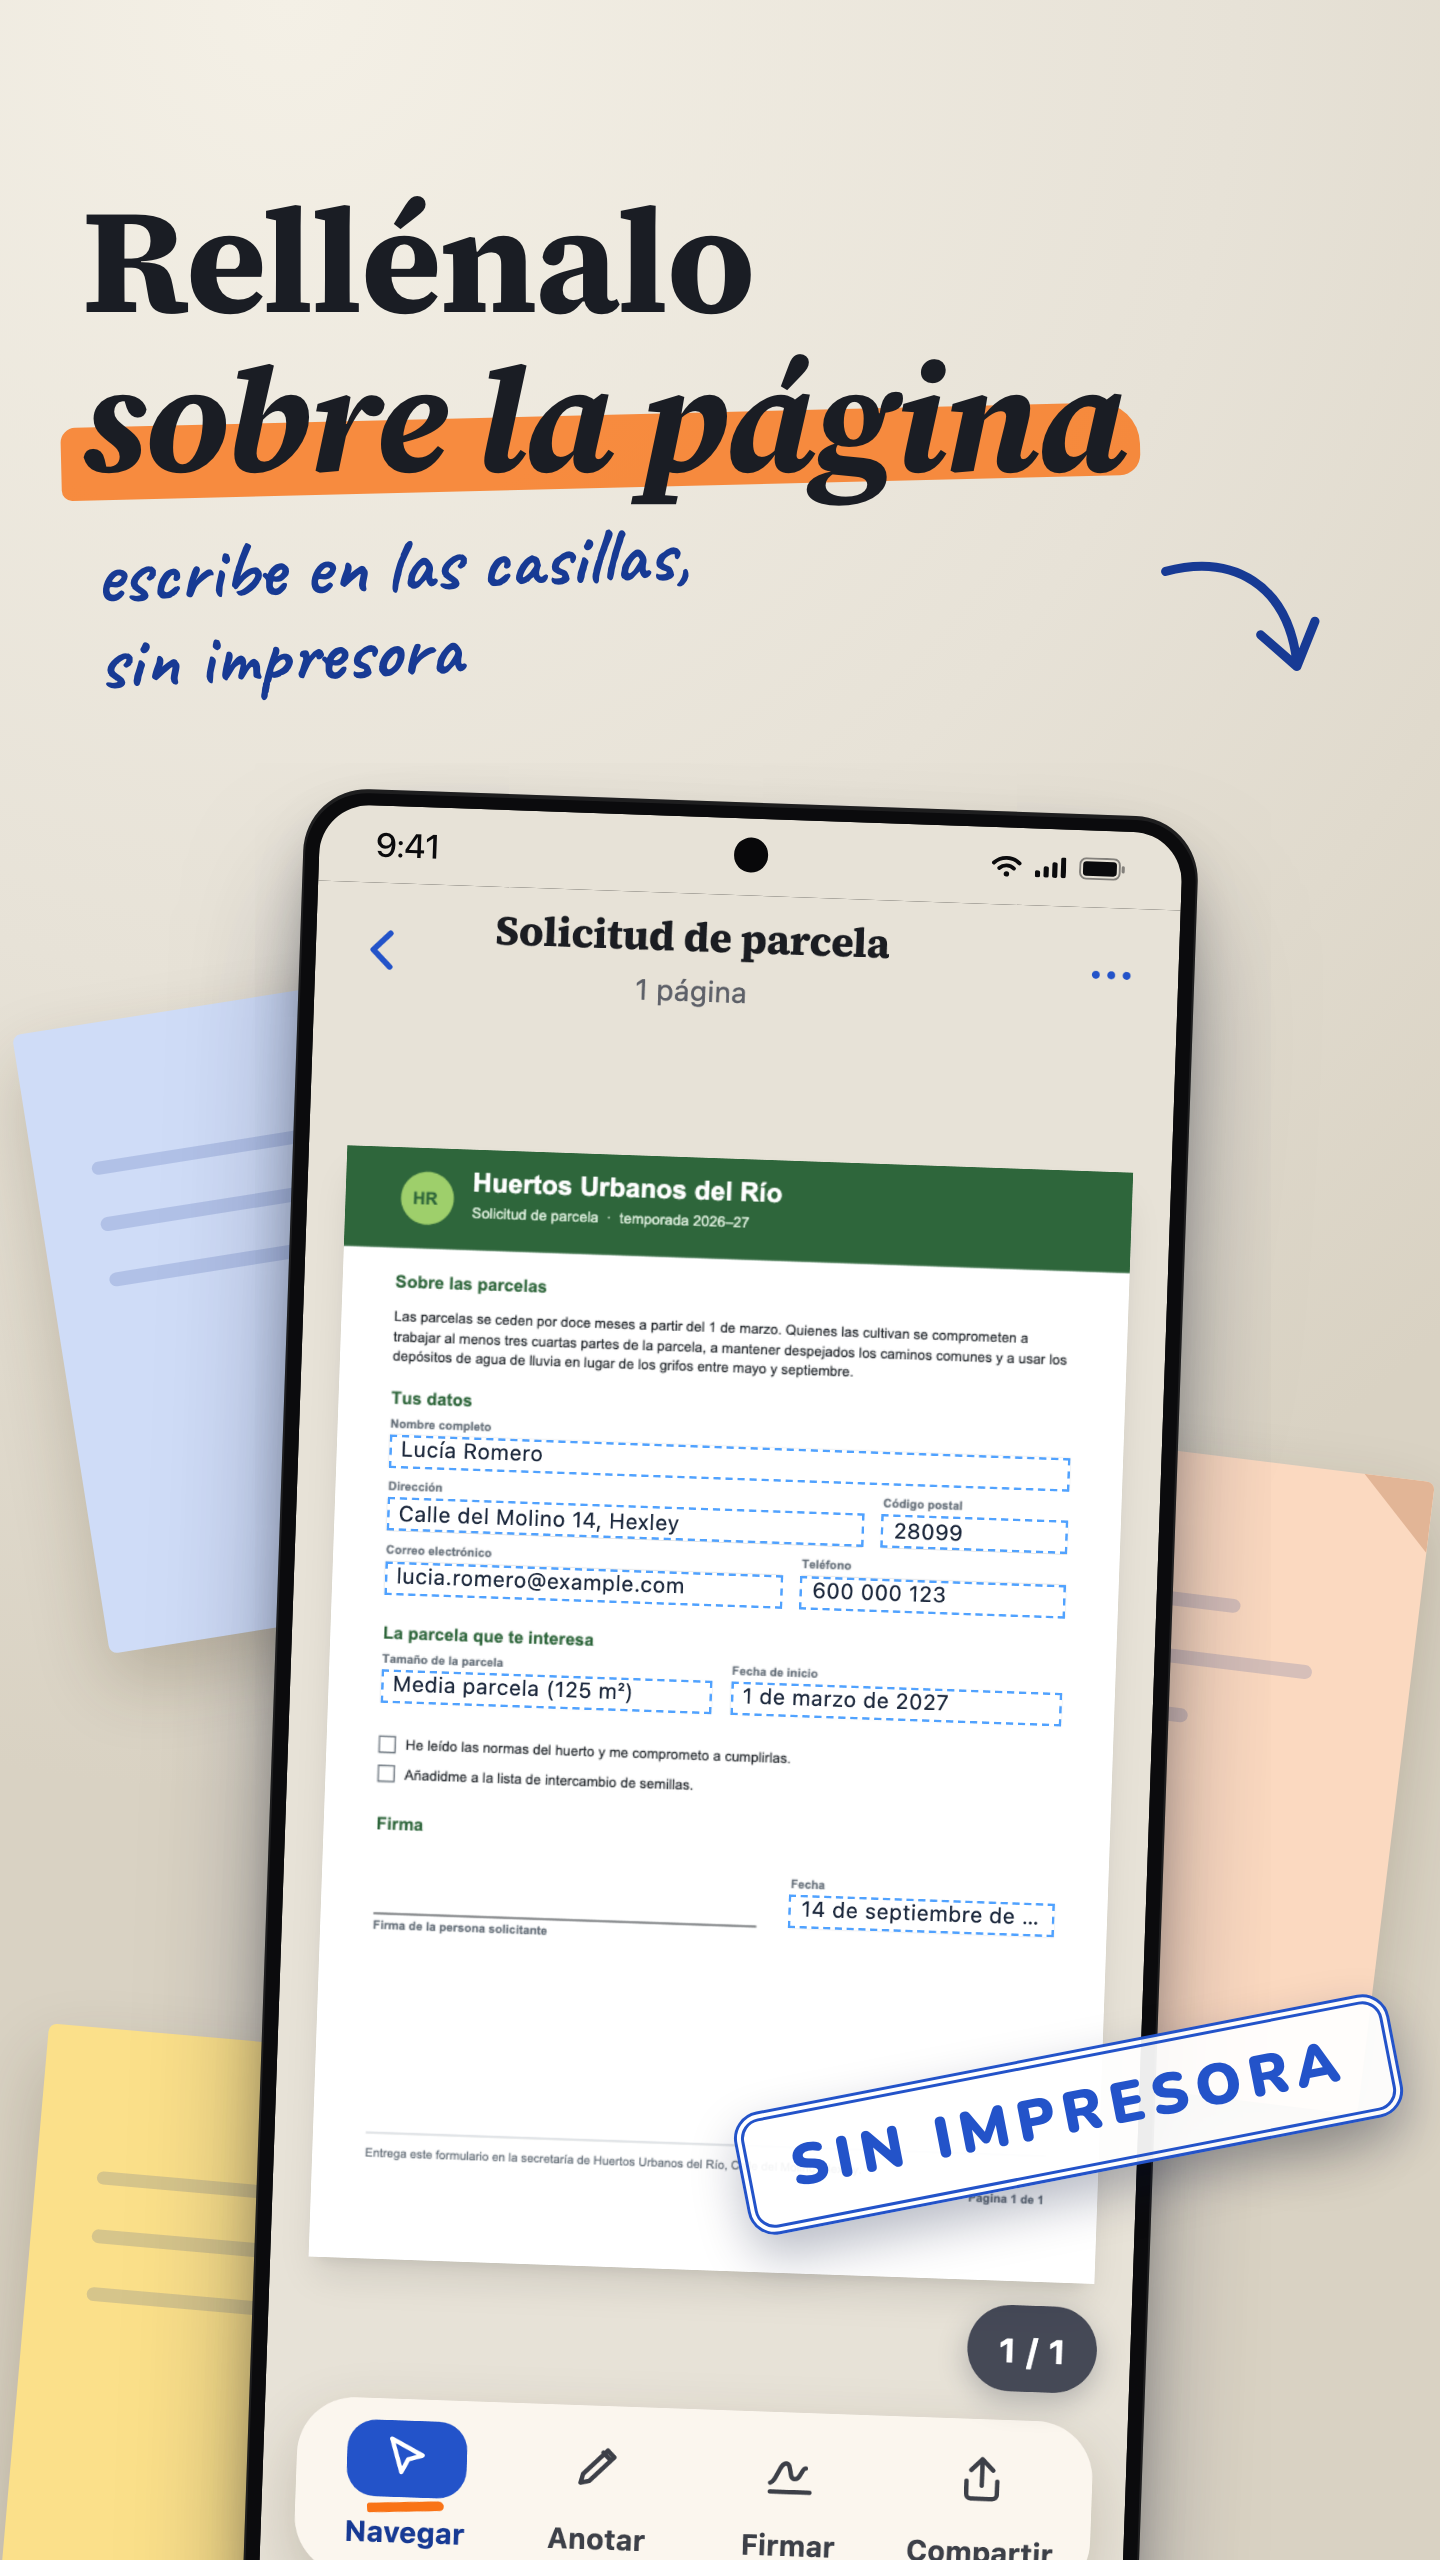 Rellénalo
sobre la página
escribe en las casillas,
sin impresora
9:41
Solicitud de parcela
1 página
HR
Huertos Urbanos del Río
Solicitud de parcela · temporada 2026–27
Sobre las parcelas
Las parcelas se ceden por doce meses a partir del 1 de marzo. Quienes las cultivan se comprometen a
trabajar al menos tres cuartas partes de la parcela, a mantener despejados los caminos comunes y a usar los
depósitos de agua de lluvia en lugar de los grifos entre mayo y septiembre.
Tus datos
Nombre completo
Lucía Romero
Dirección
Código postal
Calle del Molino 14, Hexley
28099
Correo electrónico
Teléfono
lucia.romero@example.com
600 000 123
La parcela que te interesa
Tamaño de la parcela
Fecha de inicio
Media parcela (125 m²)
1 de marzo de 2027
He leído las normas del huerto y me comprometo a cumplirlas.
Añadidme a la lista de intercambio de semillas.
Firma
Fecha
14 de septiembre de ...
Firma de la persona solicitante
SIN IMPRESORA
Entrega este formulario en la secretaría de Huertos Urbanos del Río,
Página 1 de 1
1 / 1
Navegar
Anotar
Firmar
Compartir